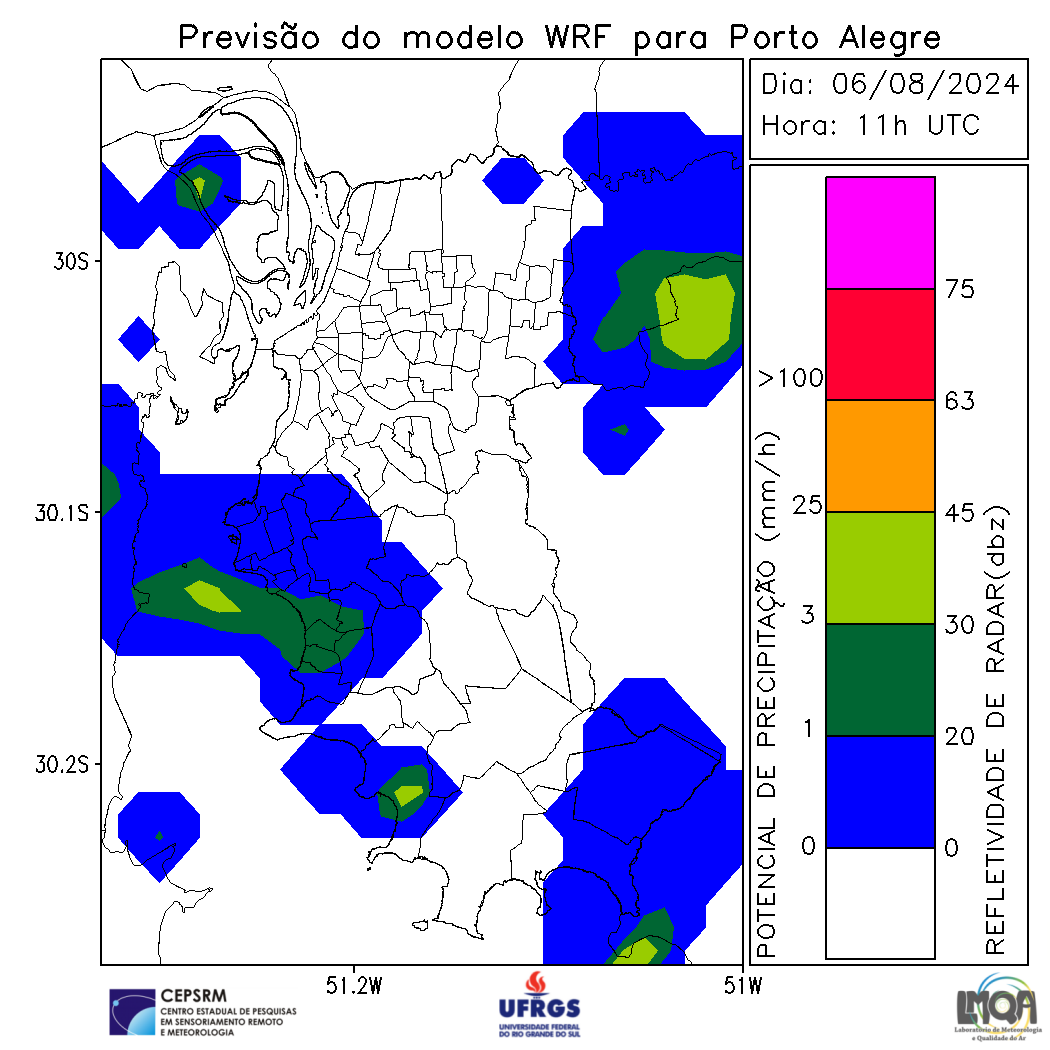 Previsão do modelo WRF para Porto Alegre
Dia: 06/08/2024
Hora: 11h UTC
30S
30.1S
30.2S
51.2W
51W
POTENCIAL DE PRECIPITAÇÃO (mm/h)
>100
25
3
1
0
75
63
45
30
20
0
REFLETIVIDADE DE RADAR(dbz)
CEPSRM
CENTRO ESTADUAL DE PESQUISAS
EM SENSORIAMENTO REMOTO
E METEOROLOGIA
UFRGS
UNIVERSIDADE FEDERAL
DO RIO GRANDE DO SUL
LMQA
Laboratório de Meteorologia
e Qualidade do Ar